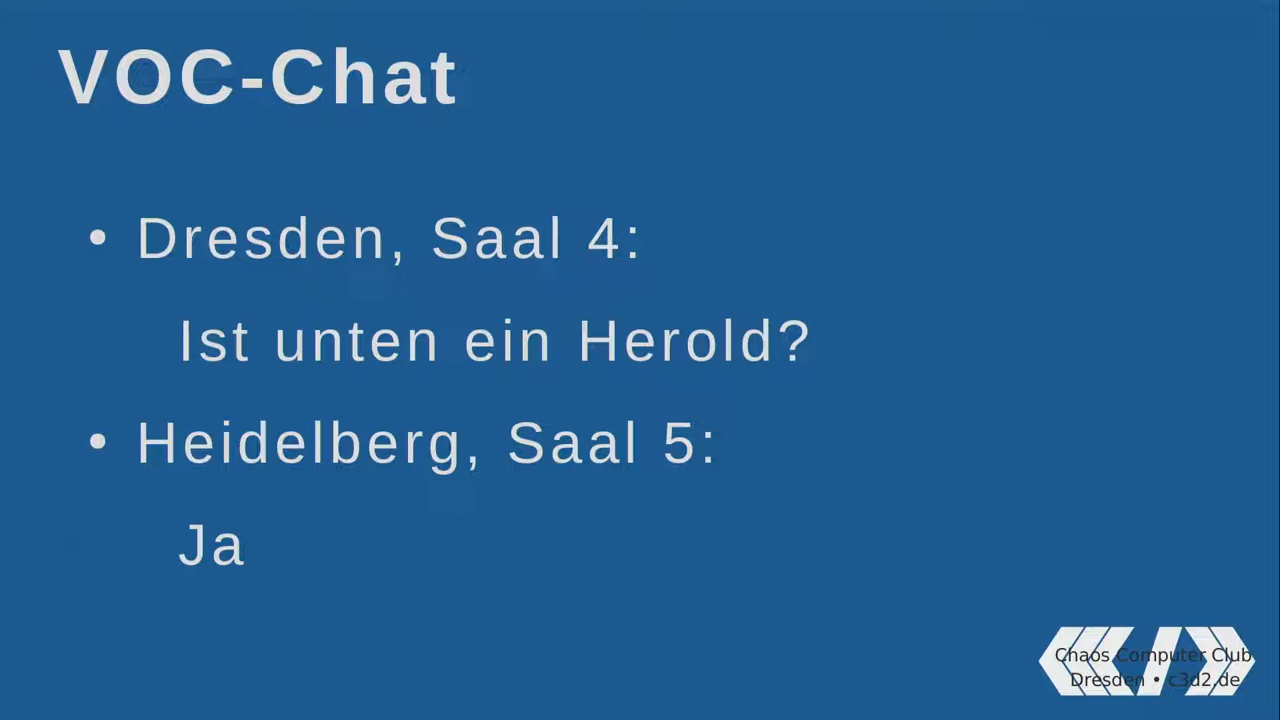 VOC-Chat
• Dresden, Saal 4:
Ist unten ein Herold?
• Heidelberg, Saal 5:
Ja
Chaos Computer Club
Dresden • c3d2.de